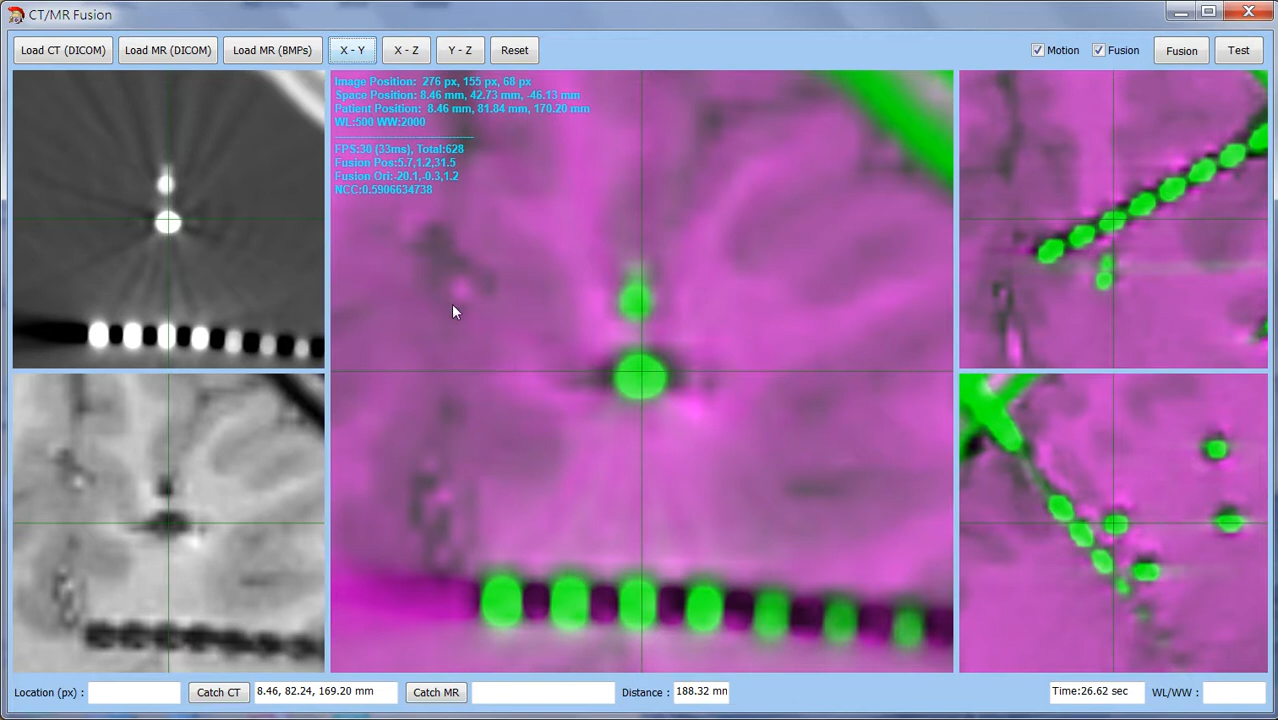 CT/MR Fusion
Load CT (DICOM) Load MR (DICOM) Load MR (BMPs) X - Y X - Z Y - Z Reset Motion Fusion Fusion Test
Image Position: 276 px, 155 px, 68 px
Space Position: 8.46 mm, 42.73 mm, -46.13 mm
Patient Position: 8.46 mm, 81.84 mm, 170.20 mm
WL:500 WW:2000
FPS:30 (33ms), Total:628
Fusion Pos:5.7,1.2,31.5
Fusion Ori:-20.1,-0.3,1.2
NCC:0.5906634738
Location (px) : Catch CT 8.46, 82.24, 169.20 mm Catch MR Distance : 188.32 mm Time:26.62 sec WL/WW :